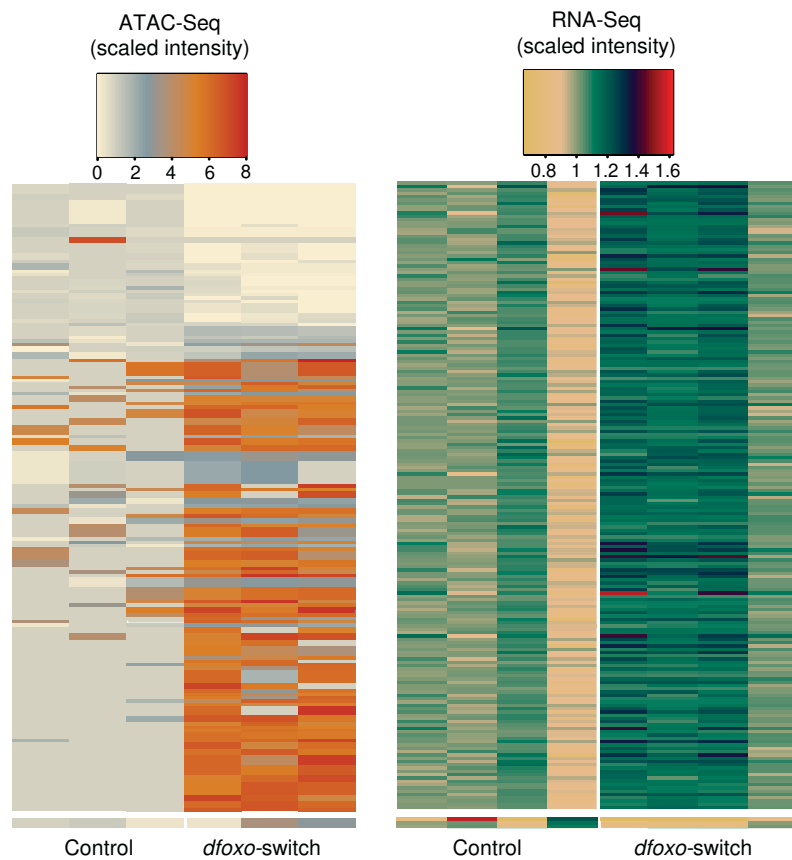 ATAC-Seq
(scaled intensity)
0 2 4 6 8
RNA-Seq
(scaled intensity)
0.8 1 1.2 1.4 1.6
Control
dfoxo-switch
Control
dfoxo-switch